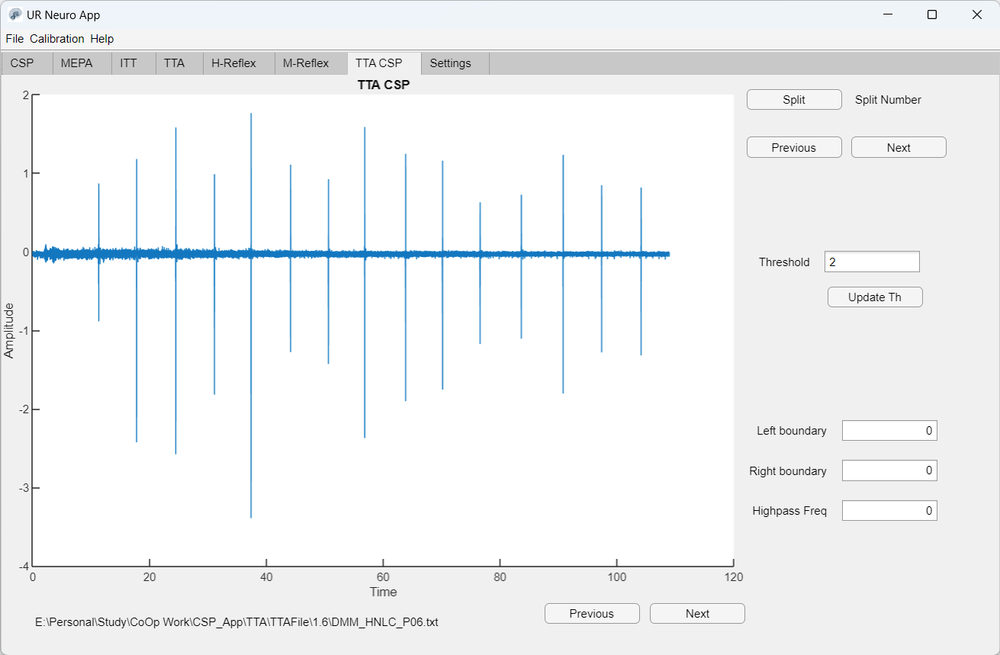 UR Neuro App
File Calibration Help
CSP MEPA ITT TTA H-Reflex M-Reflex TTA CSP Settings
TTA CSP
Split Split Number
Previous Next
Threshold 2
Update Th
Left boundary 0
Right boundary 0
Highpass Freq 0
2
1
0
-1
-2
-3
-4
Amplitude
0 20 40 60 80 100 120
Time
Previous Next
E:\Personal\Study\CoOp Work\CSP_App\TTA\TTAFile\1.6\DMM_HNLC_P06.txt